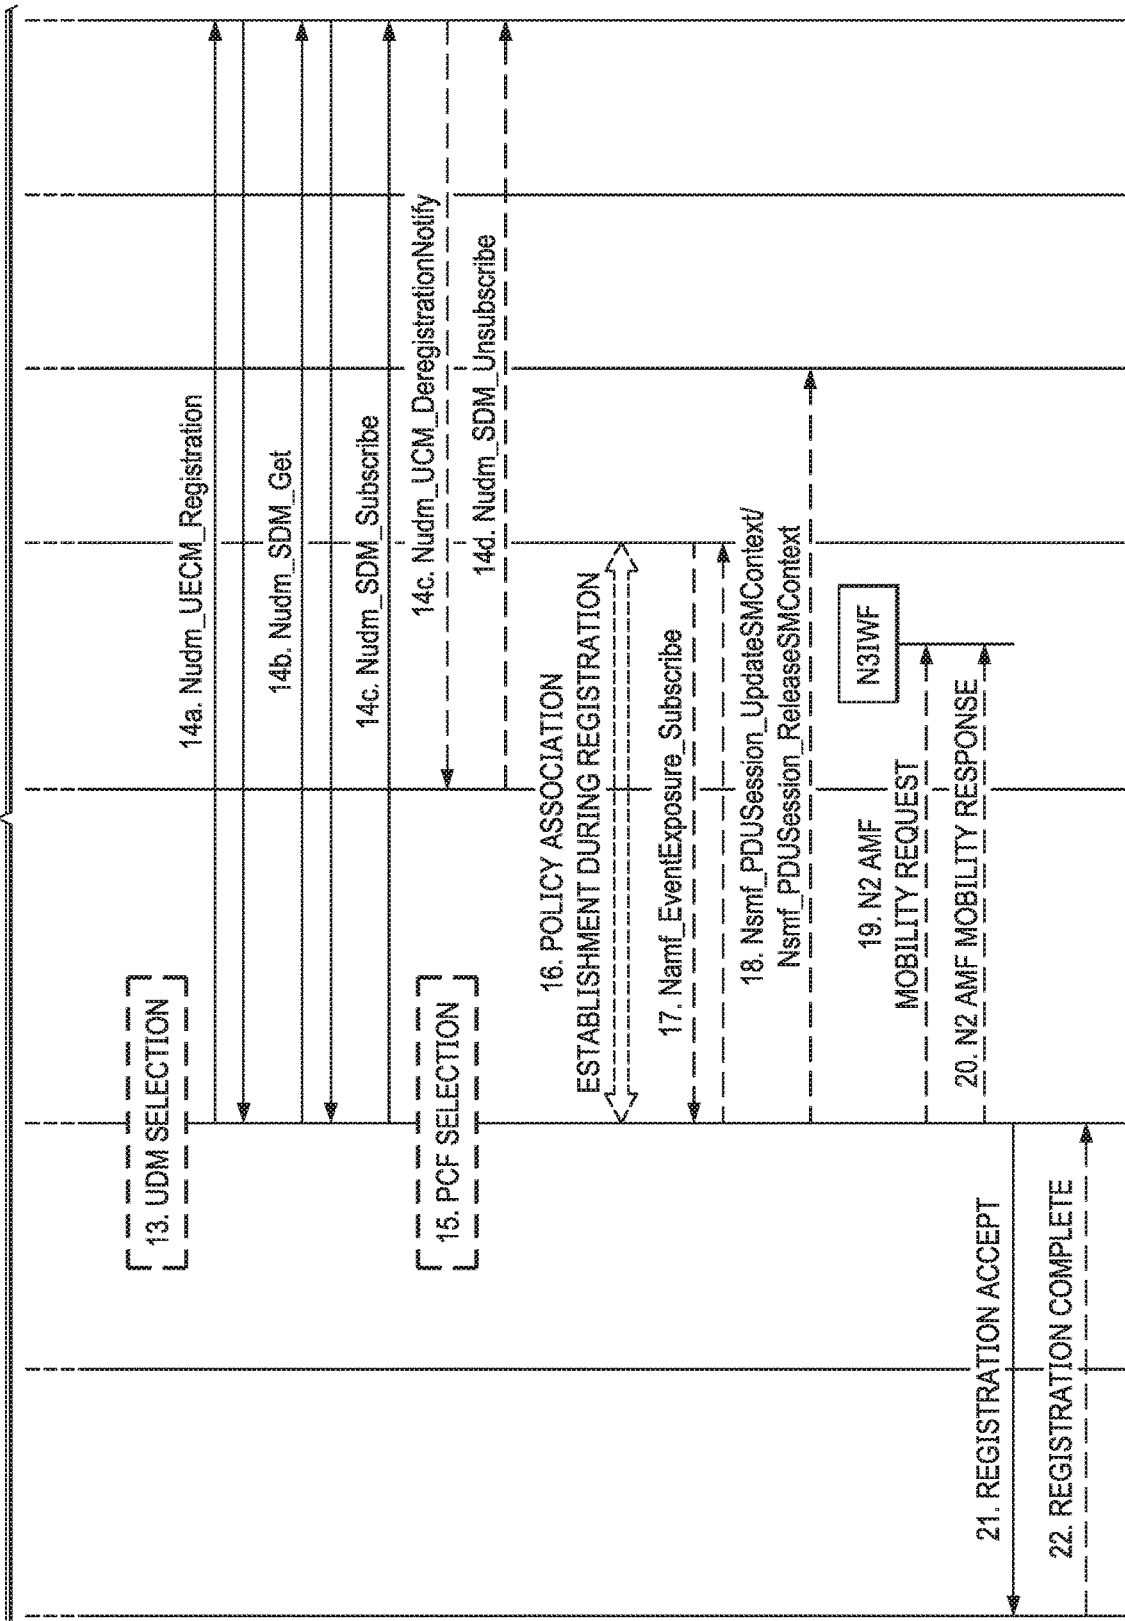 13. UDM SELECTION
14a. Nudm_UECM_Registration
14b. Nudm_SDM_Get
14c. Nudm_SDM_Subscribe
14c. Nudm_UCM_DeregistrationNotify
15. PCF SELECTION
14d. Nudm_SDM_Unsubscribe
16. POLICY ASSOCIATION
ESTABLISHMENT DURING REGISTRATION
17. Namf_EventExposure_Subscribe
18. Nsmf_PDUSession_UpdateSMContext/
Nsmf_PDUSession_ReleaseSMContext
N3IWF
19. N2 AMF
MOBILITY REQUEST
20. N2 AMF MOBILITY RESPONSE
21. REGISTRATION ACCEPT
22. REGISTRATION COMPLETE